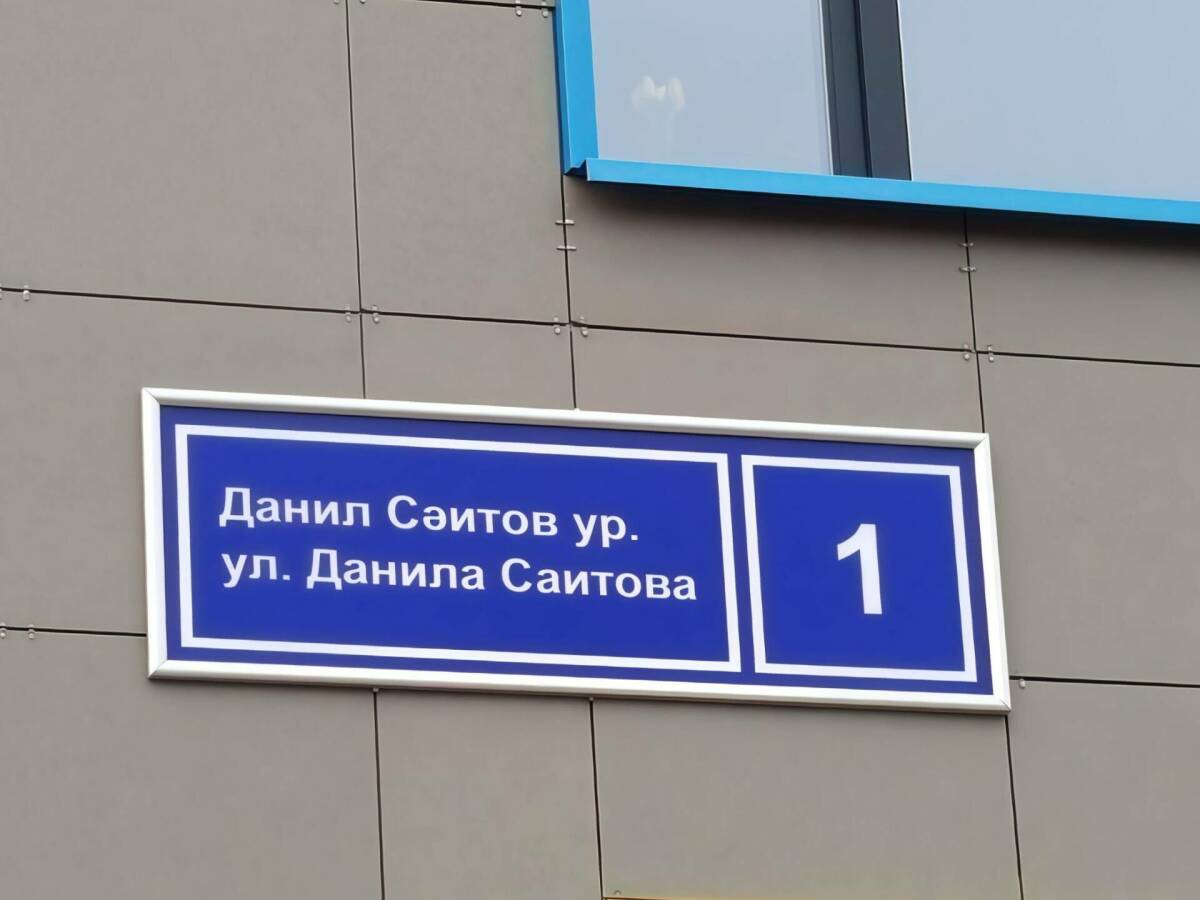 Данил Сәитов ур.
ул. Данила Саитова
1